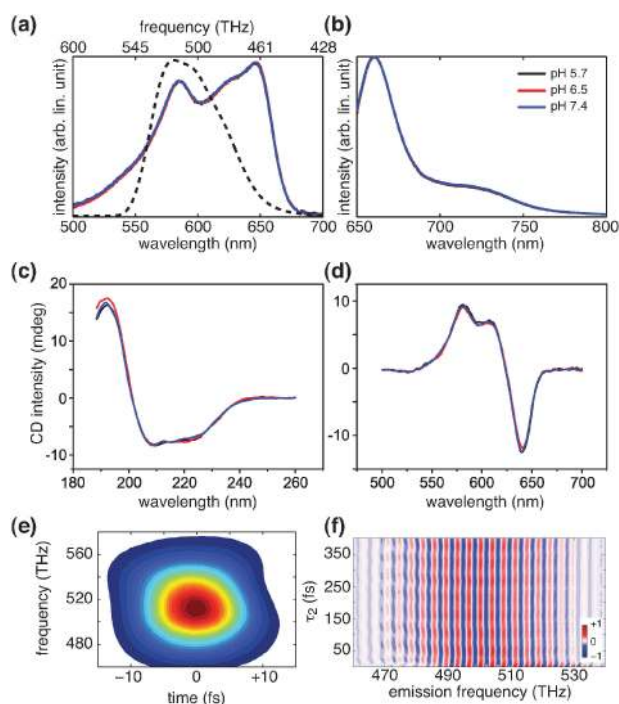 (a)
frequency (THz)
600 545 500 461 428
intensity (arb. lin. unit)
500 550 600 650 700
wavelength (nm)
(b)
intensity (arb. lin. unit)
pH 5.7
pH 6.5
pH 7.4
650 700 750 800
wavelength (nm)
(c)
CD intensity (mdeg)
20
10
0
-10
180 200 220 240 260
wavelength (nm)
(d)
10
0
-10
500 550 600 650 700
wavelength (nm)
(e)
frequency (THz)
560
520
480
−10 0 +10
time (fs)
(f)
τ2 (fs)
350
250
150
50
+1
0
−1
470 490 510 530
emission frequency (THz)